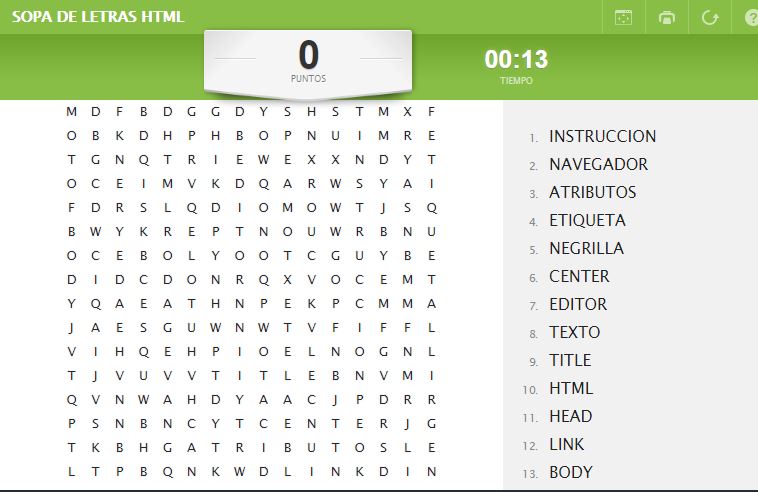 SOPA DE LETRAS HTML
?
0
PUNTOS
00:13
TIEMPO
M D F B D G G D Y S H S T M X F
O B K D H P H B O P N U I M R E
T G N Q T R I E W E X X N D Y T
O C E I M V K D Q A R W S Y A I
F D R S L Q D I O M O W T J S Q
B W Y K R E P T N O U W R B N U
O C E B O L Y O O T C G U Y B E
D I D C D O N R Q X V O C E M T
Y Q A E A T H N P E K P C M M A
J A E S G U W N W T V F I F F L
V I H Q E H P I O E L N O G N L
T J V U V V T I T L E B N V M I
Q V N W A H D Y A A C J P D R R
P S N B N C Y T C E N T E R J G
T K B H G A T R I B U T O S L E
L T P B Q N K W D L I N K D I N
1. INSTRUCCION
2. NAVEGADOR
3. ATRIBUTOS
4. ETIQUETA
5. NEGRILLA
6. CENTER
7. EDITOR
8. TEXTO
9. TITLE
10. HTML
11. HEAD
12. LINK
13. BODY